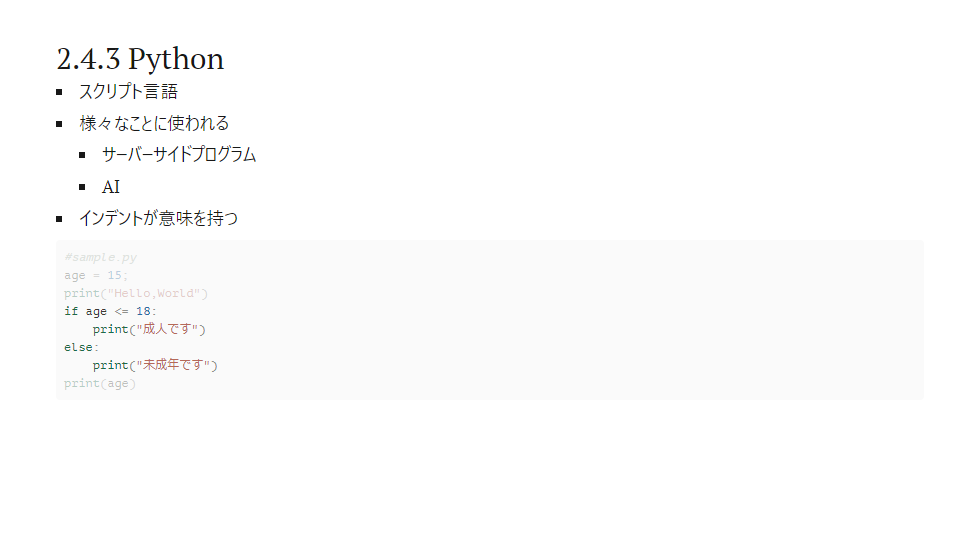 2.4.3 Python
スクリプト言語
様々なことに使われる
サーバーサイドプログラム
AI
インデントが意味を持つ
#sample.py
age = 15;
print("Hello,World")
if age <= 18:
    print("成人です")
else:
    print("未成年です")
print(age)